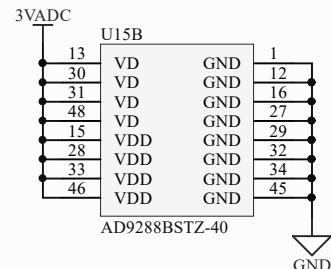 3VADC
U15B
13 VD GND 1
30 VD GND 12
31 VD GND 16
48 VD GND 27
15 VDD GND 29
28 VDD GND 32
33 VDD GND 34
46 VDD GND 45
AD9288BSTZ-40
GND